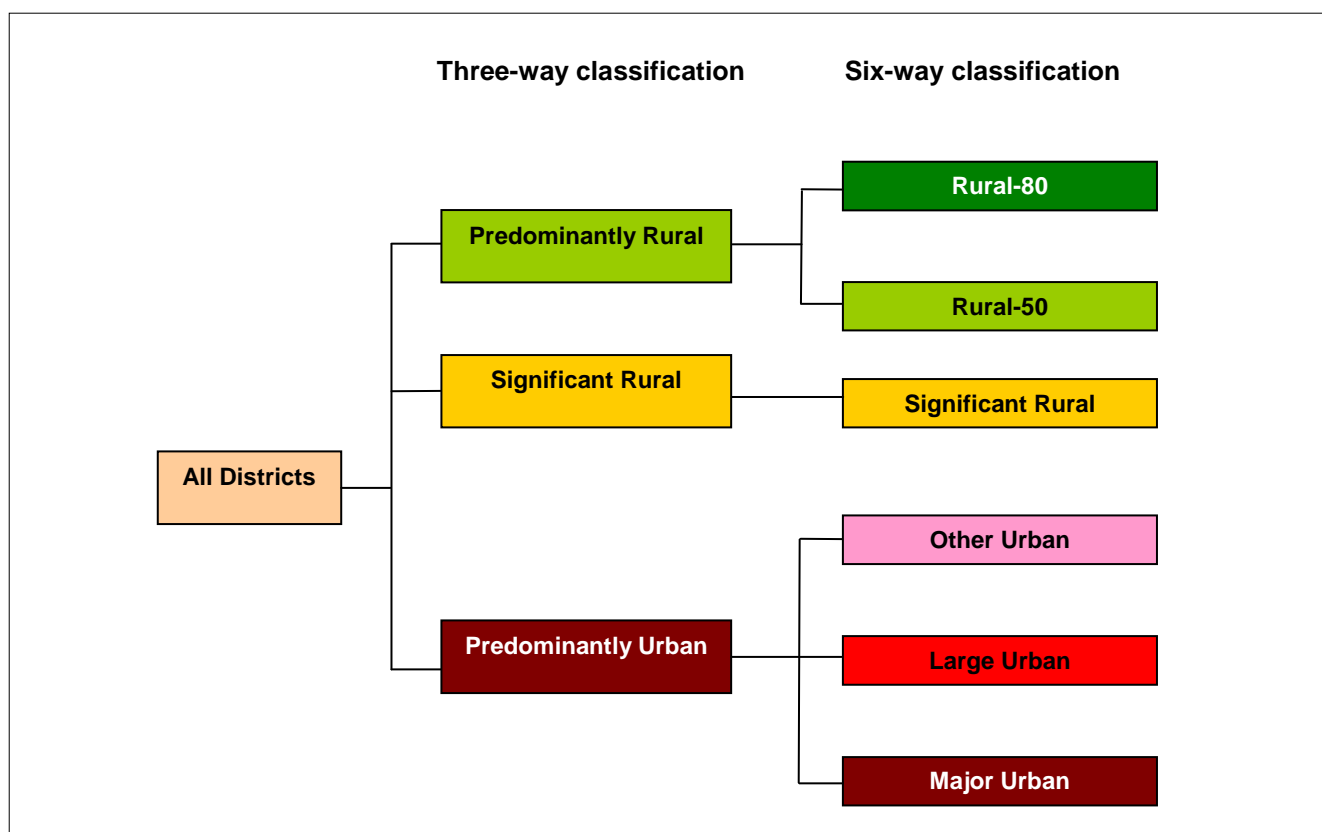 Three-way classification
Six-way classification
Rural-80
Predominantly Rural
Rural-50
Significant Rural
Significant Rural
All Districts
Other Urban
Predominantly Urban
Large Urban
Major Urban